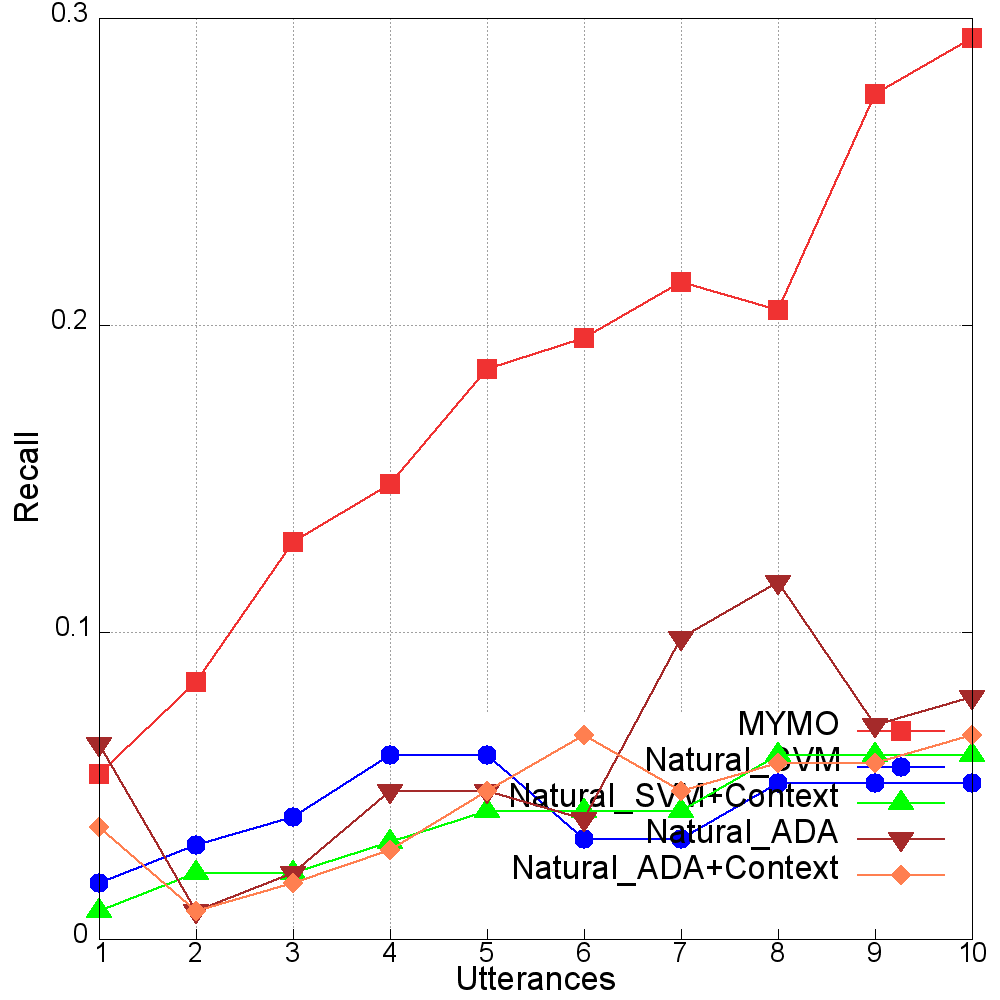 0.3
0.2
0.1
0
Recall
MYMO
Natural_SVM
Natural_SVM+Context
Natural_ADA
Natural_ADA+Context
1 2 3 4 5 6 7 8 9 10
Utterances